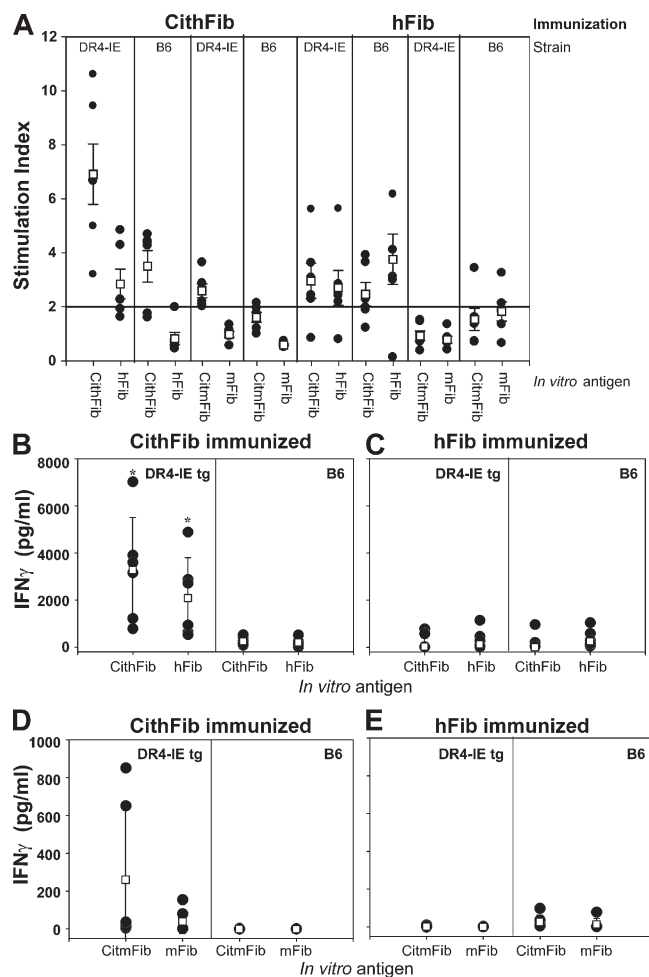 A
CithFib hFib Immunization
DR4-IE B6 DR4-IE B6 DR4-IE B6 DR4-IE B6 Strain
Stimulation Index
12
10
8
6
4
2
0
CithFib hFib CithFib hFib CitmFib mFib CitmFib mFib CithFib hFib CithFib hFib CitmFib mFib CitmFib mFib
In vitro antigen
B CithFib immunized C hFib immunized
DR4-IE tg B6 DR4-IE tg B6
IFNγ (pg/ml)
8000
* *
6000
4000
2000
0
CithFib hFib CithFib hFib CithFib hFib CithFib hFib
In vitro antigen
D CithFib immunized E hFib immunized
DR4-IE tg B6 DR4-IE tg B6
IFNγ (pg/ml)
1000
800
600
400
200
0
CitmFib mFib CitmFib mFib CitmFib mFib CitmFib mFib
In vitro antigen